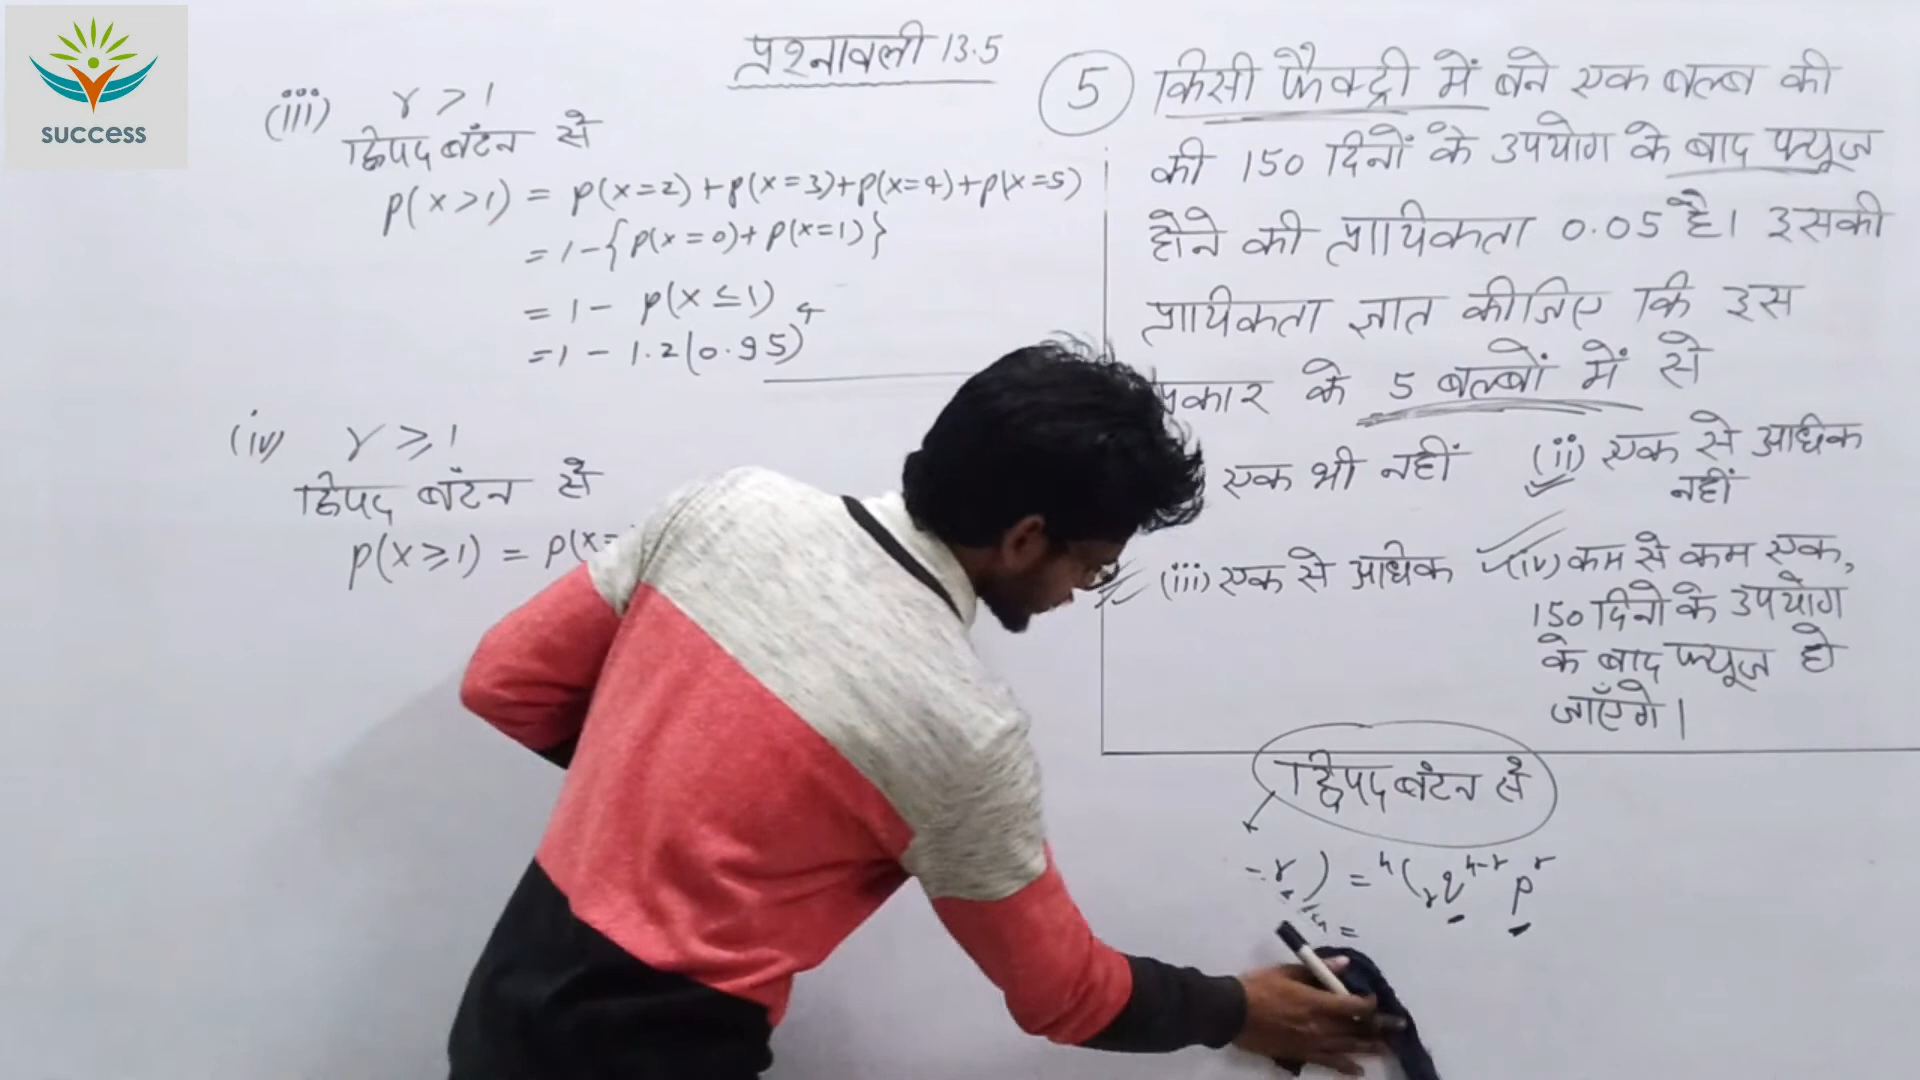 success
प्रश्नावली 13.5
(iii) r > 1
द्विपद बंटन से
p(x>1) = p(x=2)+p(x=3)+p(x=4)+p(x=5)
= 1-{p(x=0)+p(x=1)}
= 1 - p(x≤1)
= 1 - 1.2(0.95)⁴
(iv) r ≥ 1
द्विपद बंटन से
p(x≥1) = p(x=
5 किसी फैक्ट्री में बने एक बल्ब की
की 150 दिनों के उपयोग के बाद फ्यूज
होने की प्रायिकता 0.05 है। इसकी
प्रायिकता ज्ञात कीजिए कि इस
प्रकार के 5 बल्बों में से
एक भी नहीं (ii) एक से अधिक
नहीं
(iii) एक से अधिक (iv) कम से कम एक,
150 दिनों के उपयोग
के बाद फ्यूज हो
जाएँगे।
द्विपद बंटन से
r) = ⁿCᵣ qⁿ⁻ʳ pʳ